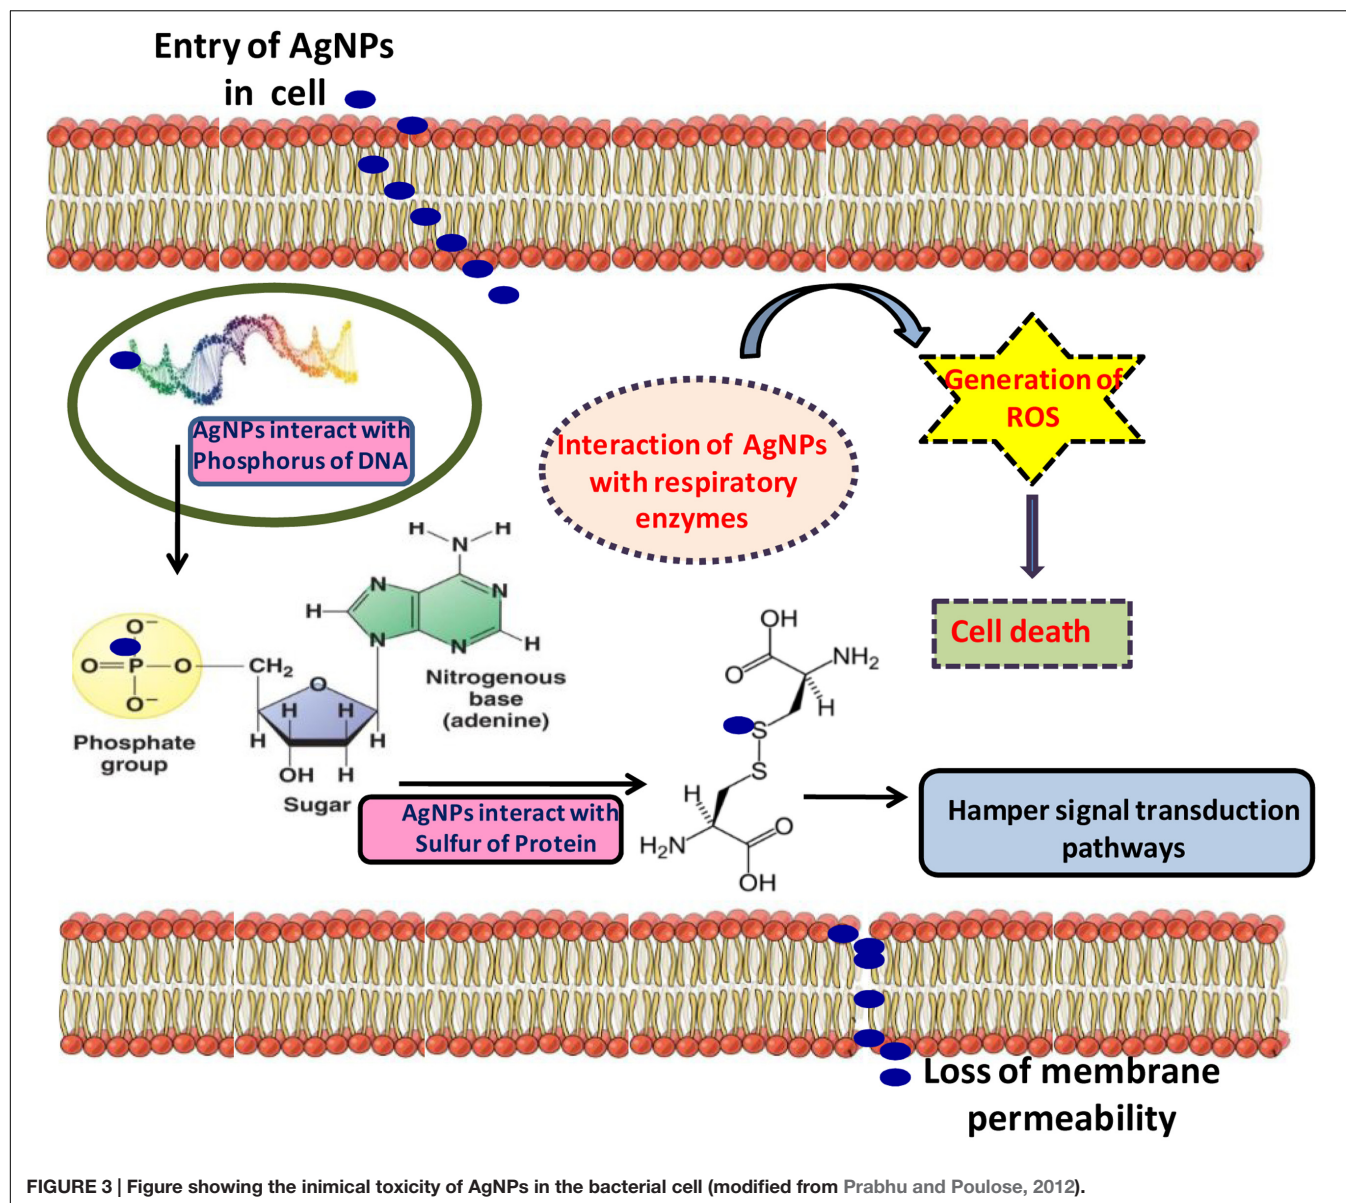 Entry of AgNPs
in cell
AgNPs interact with
Phosphorus of DNA
Interaction of AgNPs
with respiratory
enzymes
Generation of
ROS
Cell death
H
H
N
N
N
H
N
N
H
O⁻
O=P–O
O⁻
CH₂
O
H
H
H
H
OH
H
Phosphate
group
Sugar
Nitrogenous
base
(adenine)
AgNPs interact with
Sulfur of Protein
OH
O
NH₂
H
S
S
H
O
H₂N
OH
Hamper signal transduction
pathways
Loss of membrane
permeability
FIGURE 3 | Figure showing the inimical toxicity of AgNPs in the bacterial cell (modified from Prabhu and Poulose, 2012).